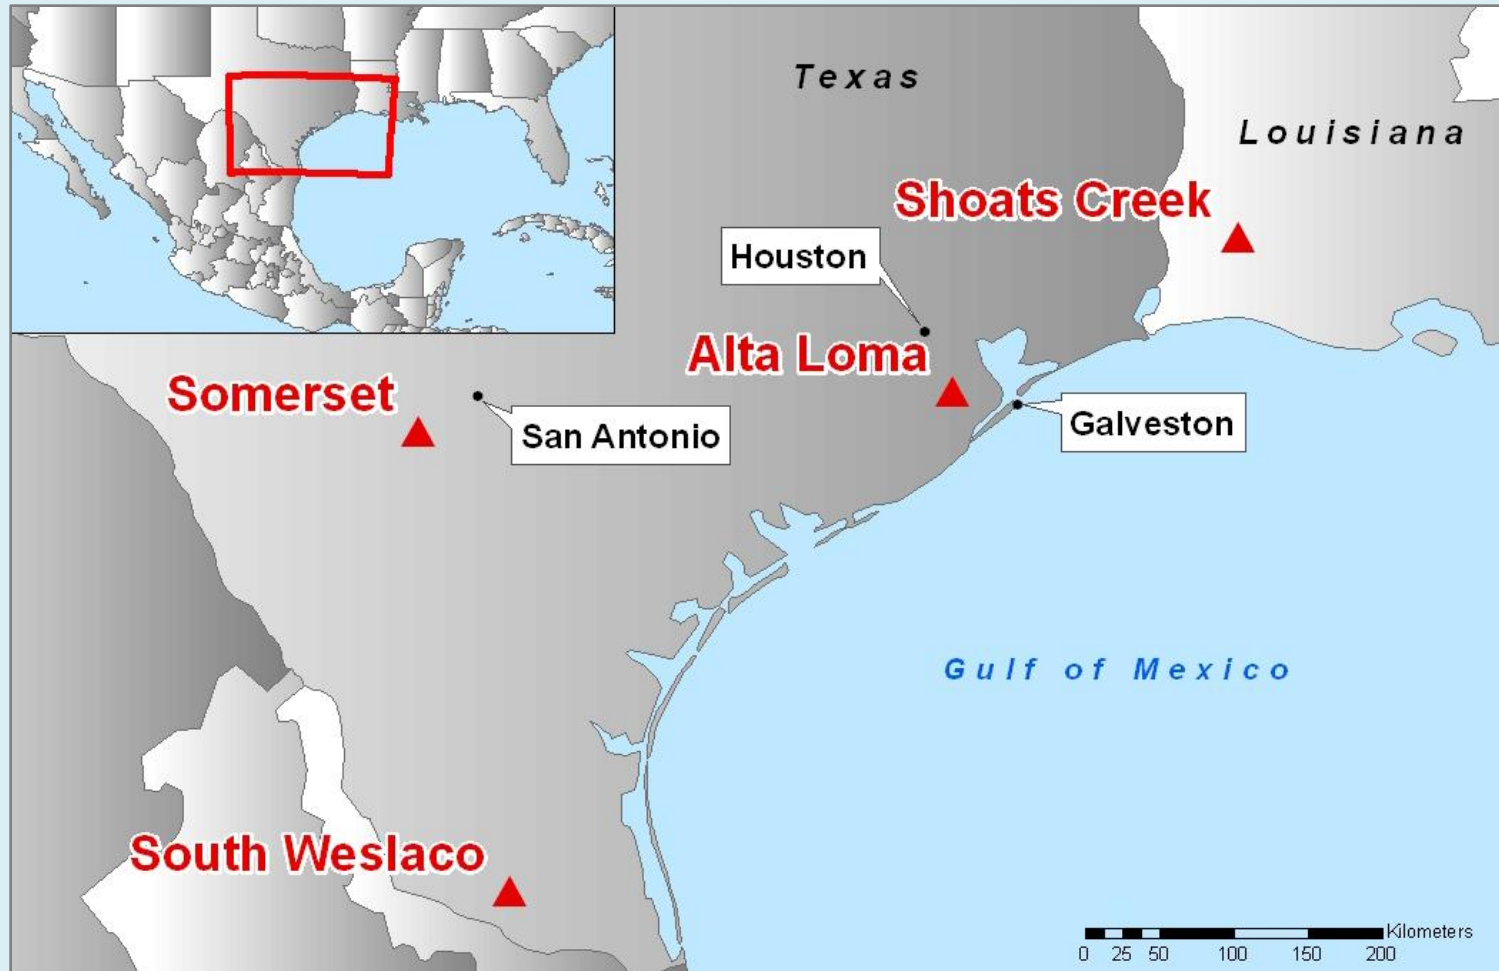 Texas
Louisiana
Shoats Creek
Houston
Alta Loma
Somerset
Galveston
San Antonio
Gulf of Mexico
South Weslaco
Kilometers
0 25 50 100 150 200